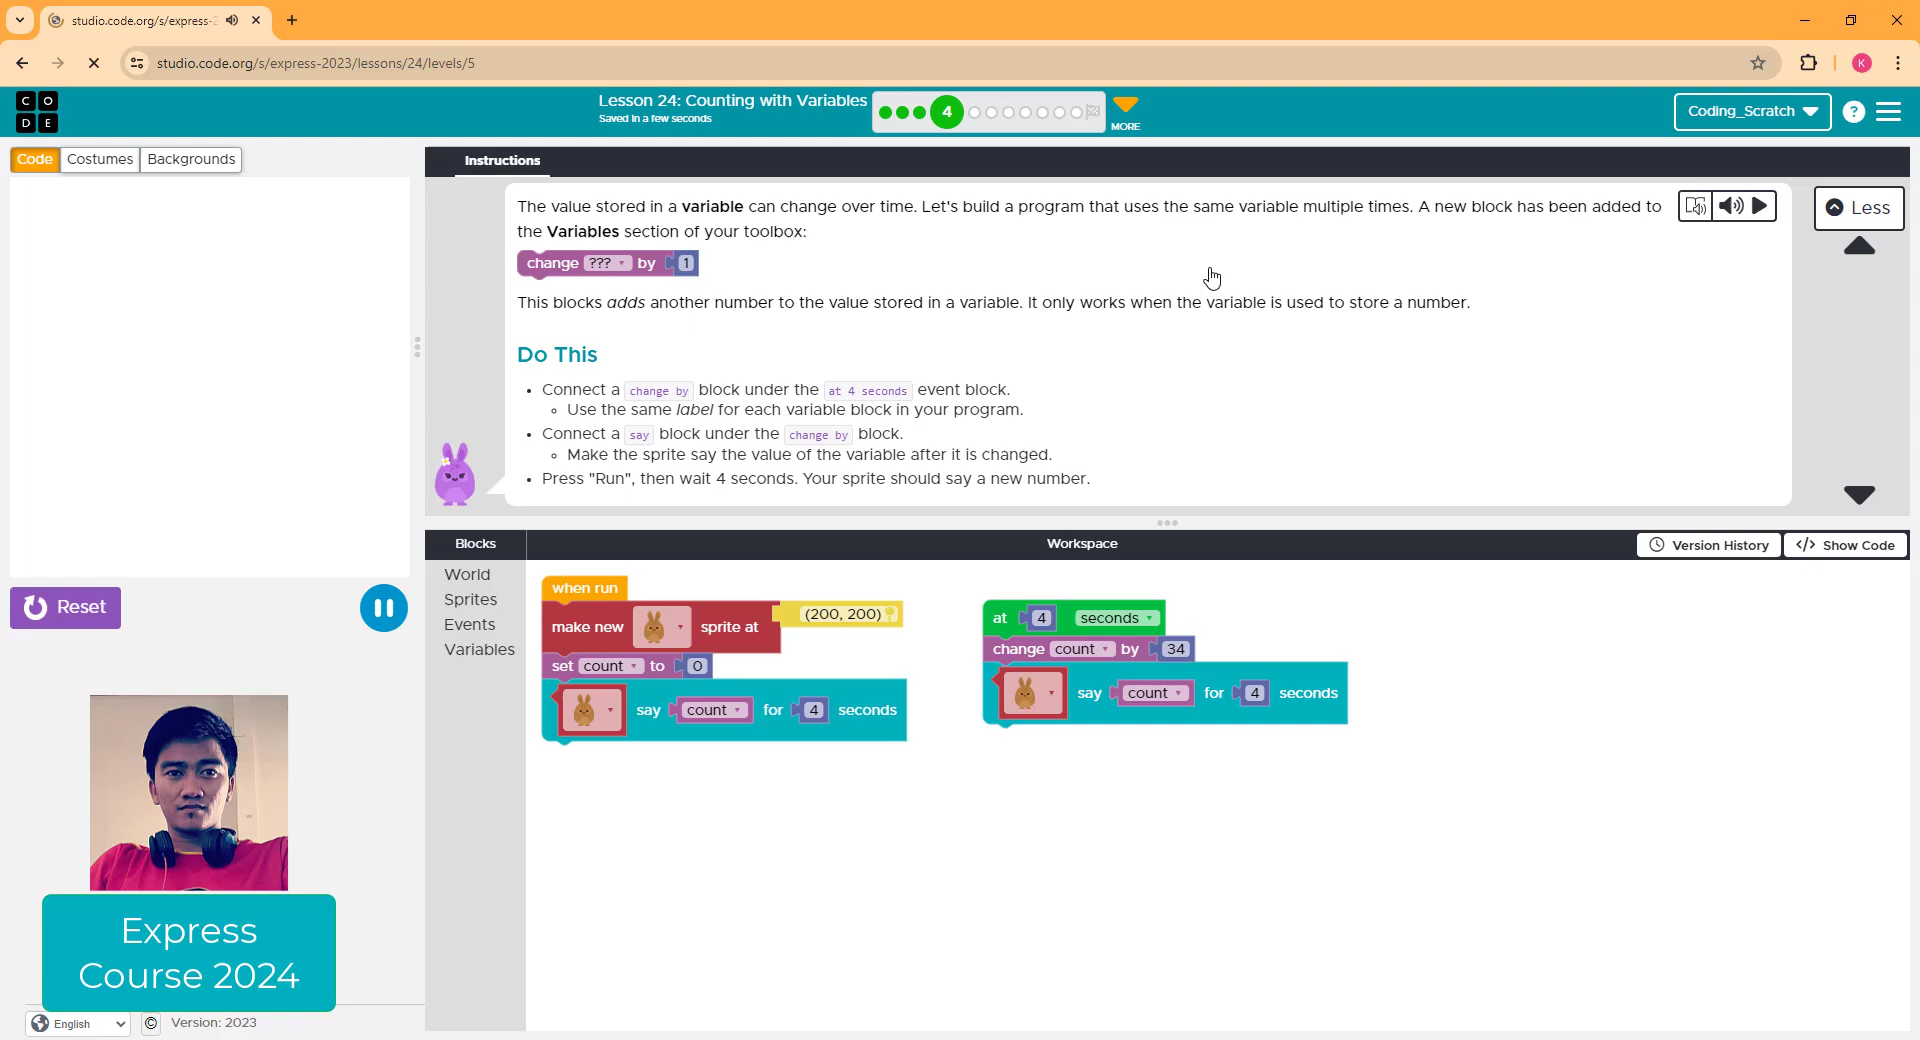 studio.code.org/s/express-2
studio.code.org/s/express-2023/lessons/24/levels/5
K
C O
D E
Lesson 24: Counting with Variables
Saved in a few seconds
4
MORE
Coding_Scratch
?
Code Costumes Backgrounds
Instructions
The value stored in a variable can change over time. Let's build a program that uses the same variable multiple times. A new block has been added to
the Variables section of your toolbox:
change ??? by 1
This blocks adds another number to the value stored in a variable. It only works when the variable is used to store a number.
Less
Do This
• Connect a change by block under the at 4 seconds event block.
Use the same label for each variable block in your program.
• Connect a say block under the change by block.
Make the sprite say the value of the variable after it is changed.
• Press "Run", then wait 4 seconds. Your sprite should say a new number.
Blocks
Workspace
Version History
</> Show Code
World
Sprites
Events
Variables
when run
make new sprite at (200, 200)
set count to 0
say count for 4 seconds
at 4 seconds
change count by 34
say count for 4 seconds
Reset
Express
Course 2024
English
© Version: 2023